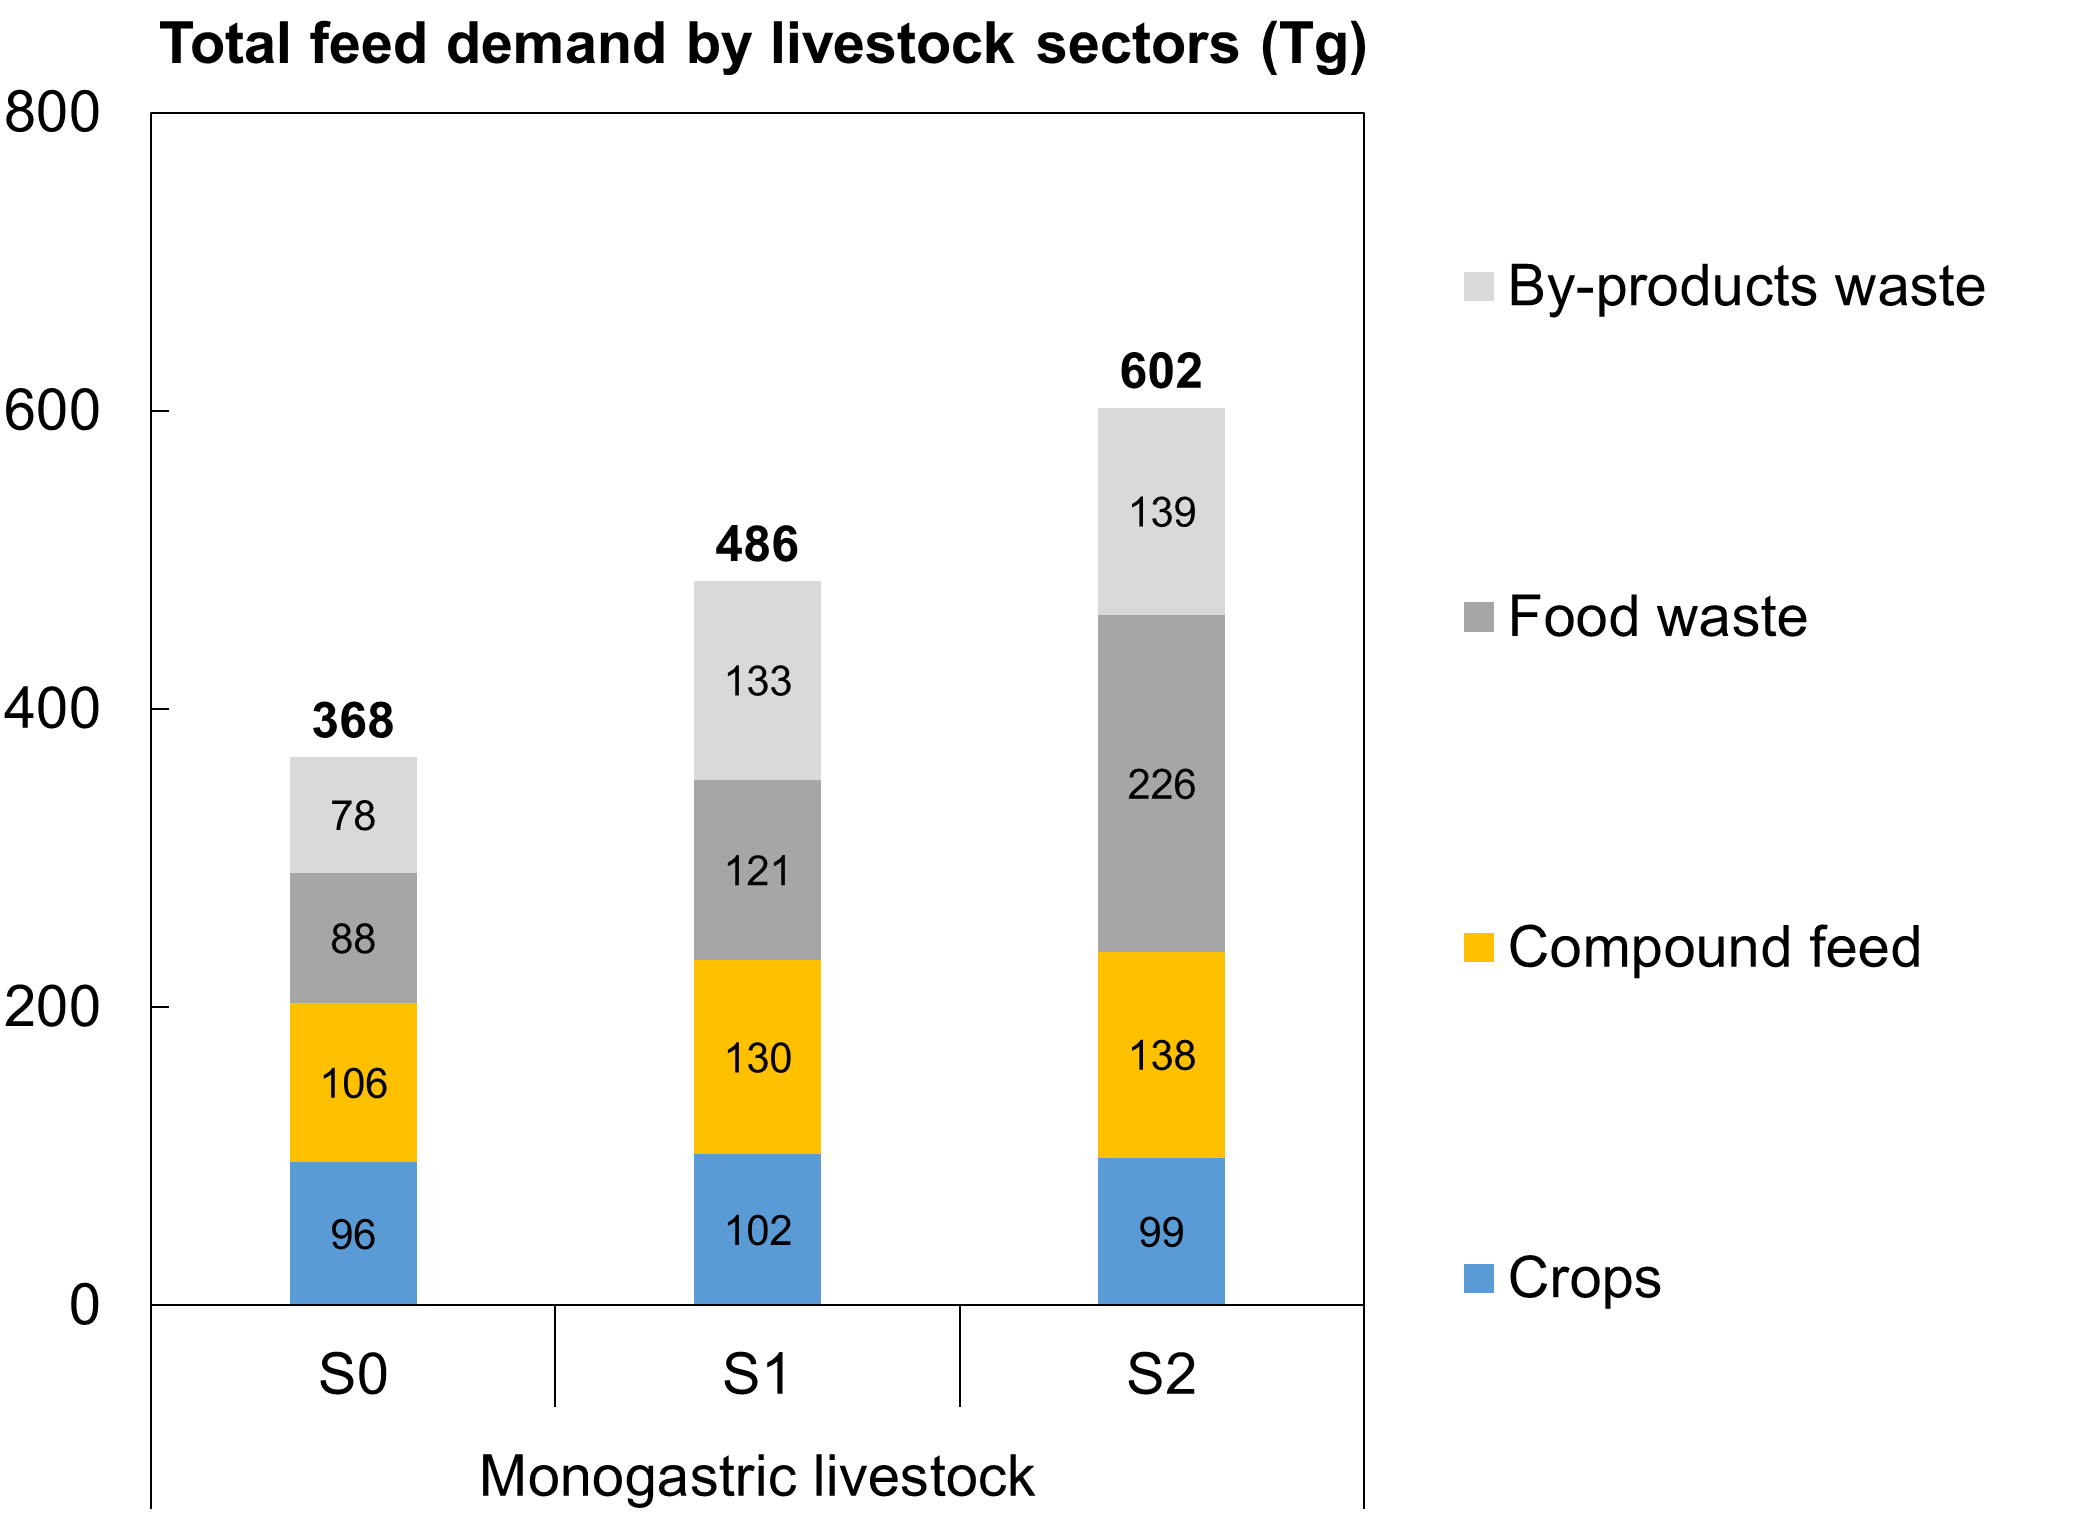 Total feed demand by livestock sectors (Tg)
800
600
400
200
0
368
78
88
106
96
486
133
121
130
102
602
139
226
138
99
S0
S1
S2
Monogastric livestock
By-products waste
Food waste
Compound feed
Crops